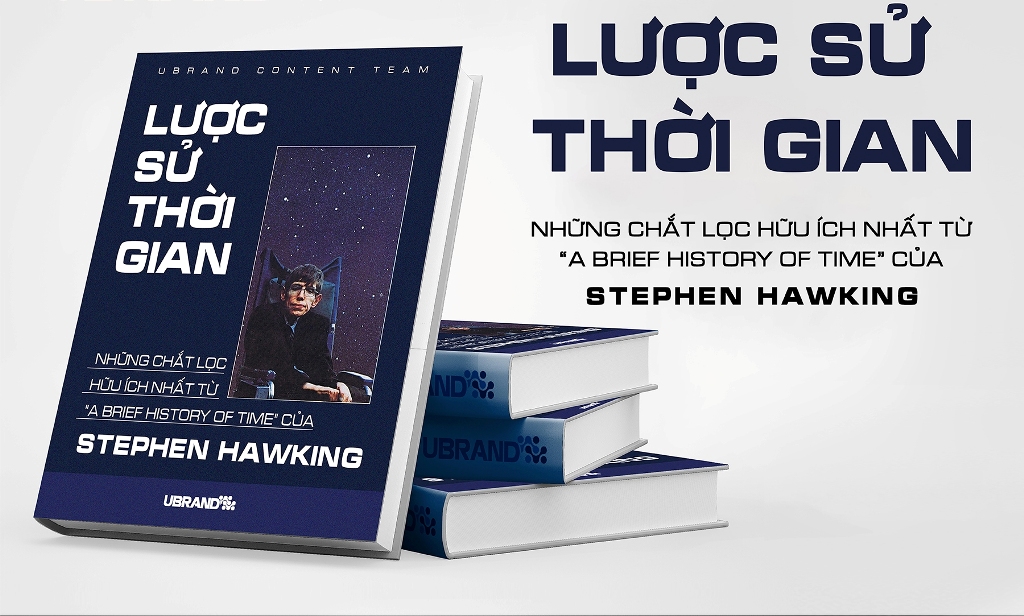 UBRAND CONTENT TEAM
LƯỢC
SỬ
THỜI
GIAN
NHỮNG CHẮT LỌC
HỮU ÍCH NHẤT TỪ
“A BRIEF HISTORY OF TIME” CỦA
STEPHEN HAWKING
UBRAND
LƯỢC SỬ
THỜI GIAN
NHỮNG CHẮT LỌC HỮU ÍCH NHẤT TỪ
“A BRIEF HISTORY OF TIME” CỦA
STEPHEN HAWKING
UBRAND